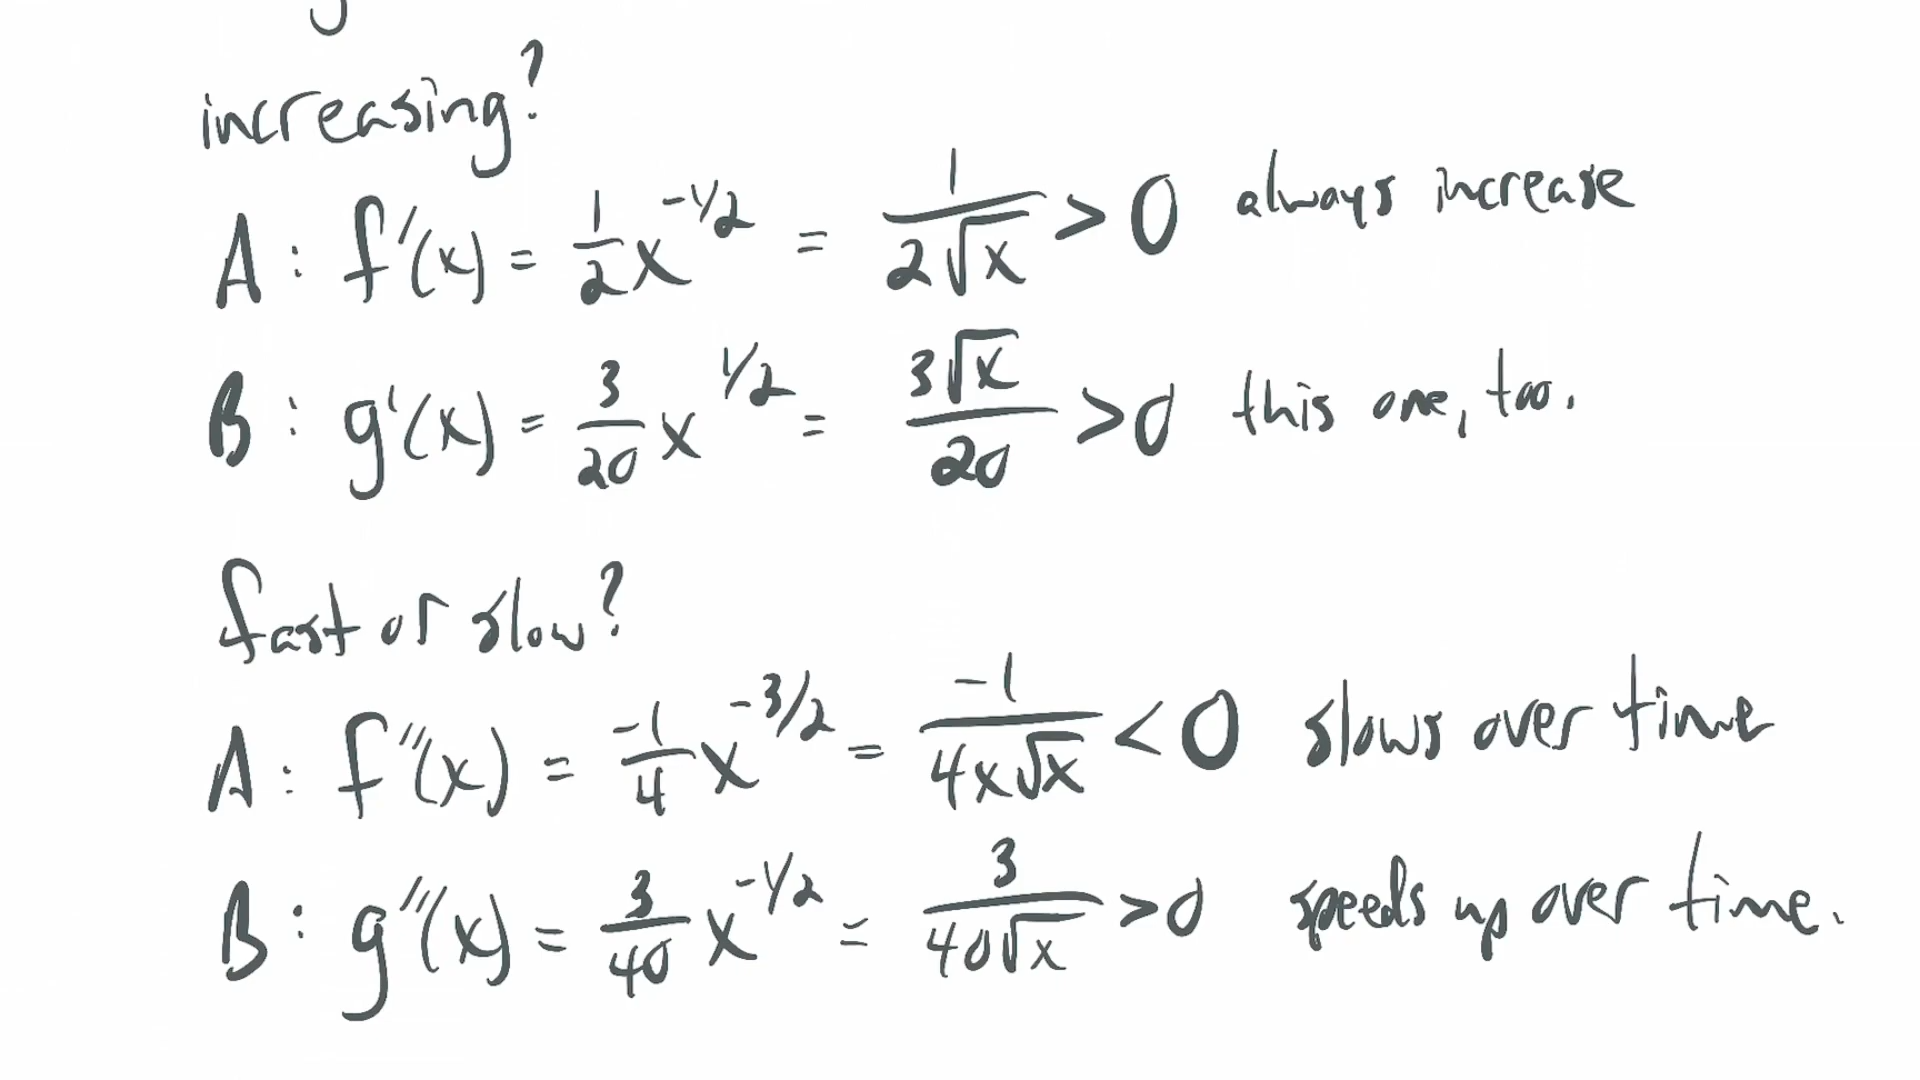 increasing?
A: f'(x) = 1/2 x^(-1/2) = 1/(2√x) > 0 always increase
B: g'(x) = 3/20 x^(1/2) = 3√x/20 > 0 this one, too.
fast or slow?
A: f''(x) = -1/4 x^(-3/2) = -1/(4x√x) < 0 slows over time
B: g''(x) = 3/40 x^(-1/2) = 3/(40√x) > 0 speeds up over time.